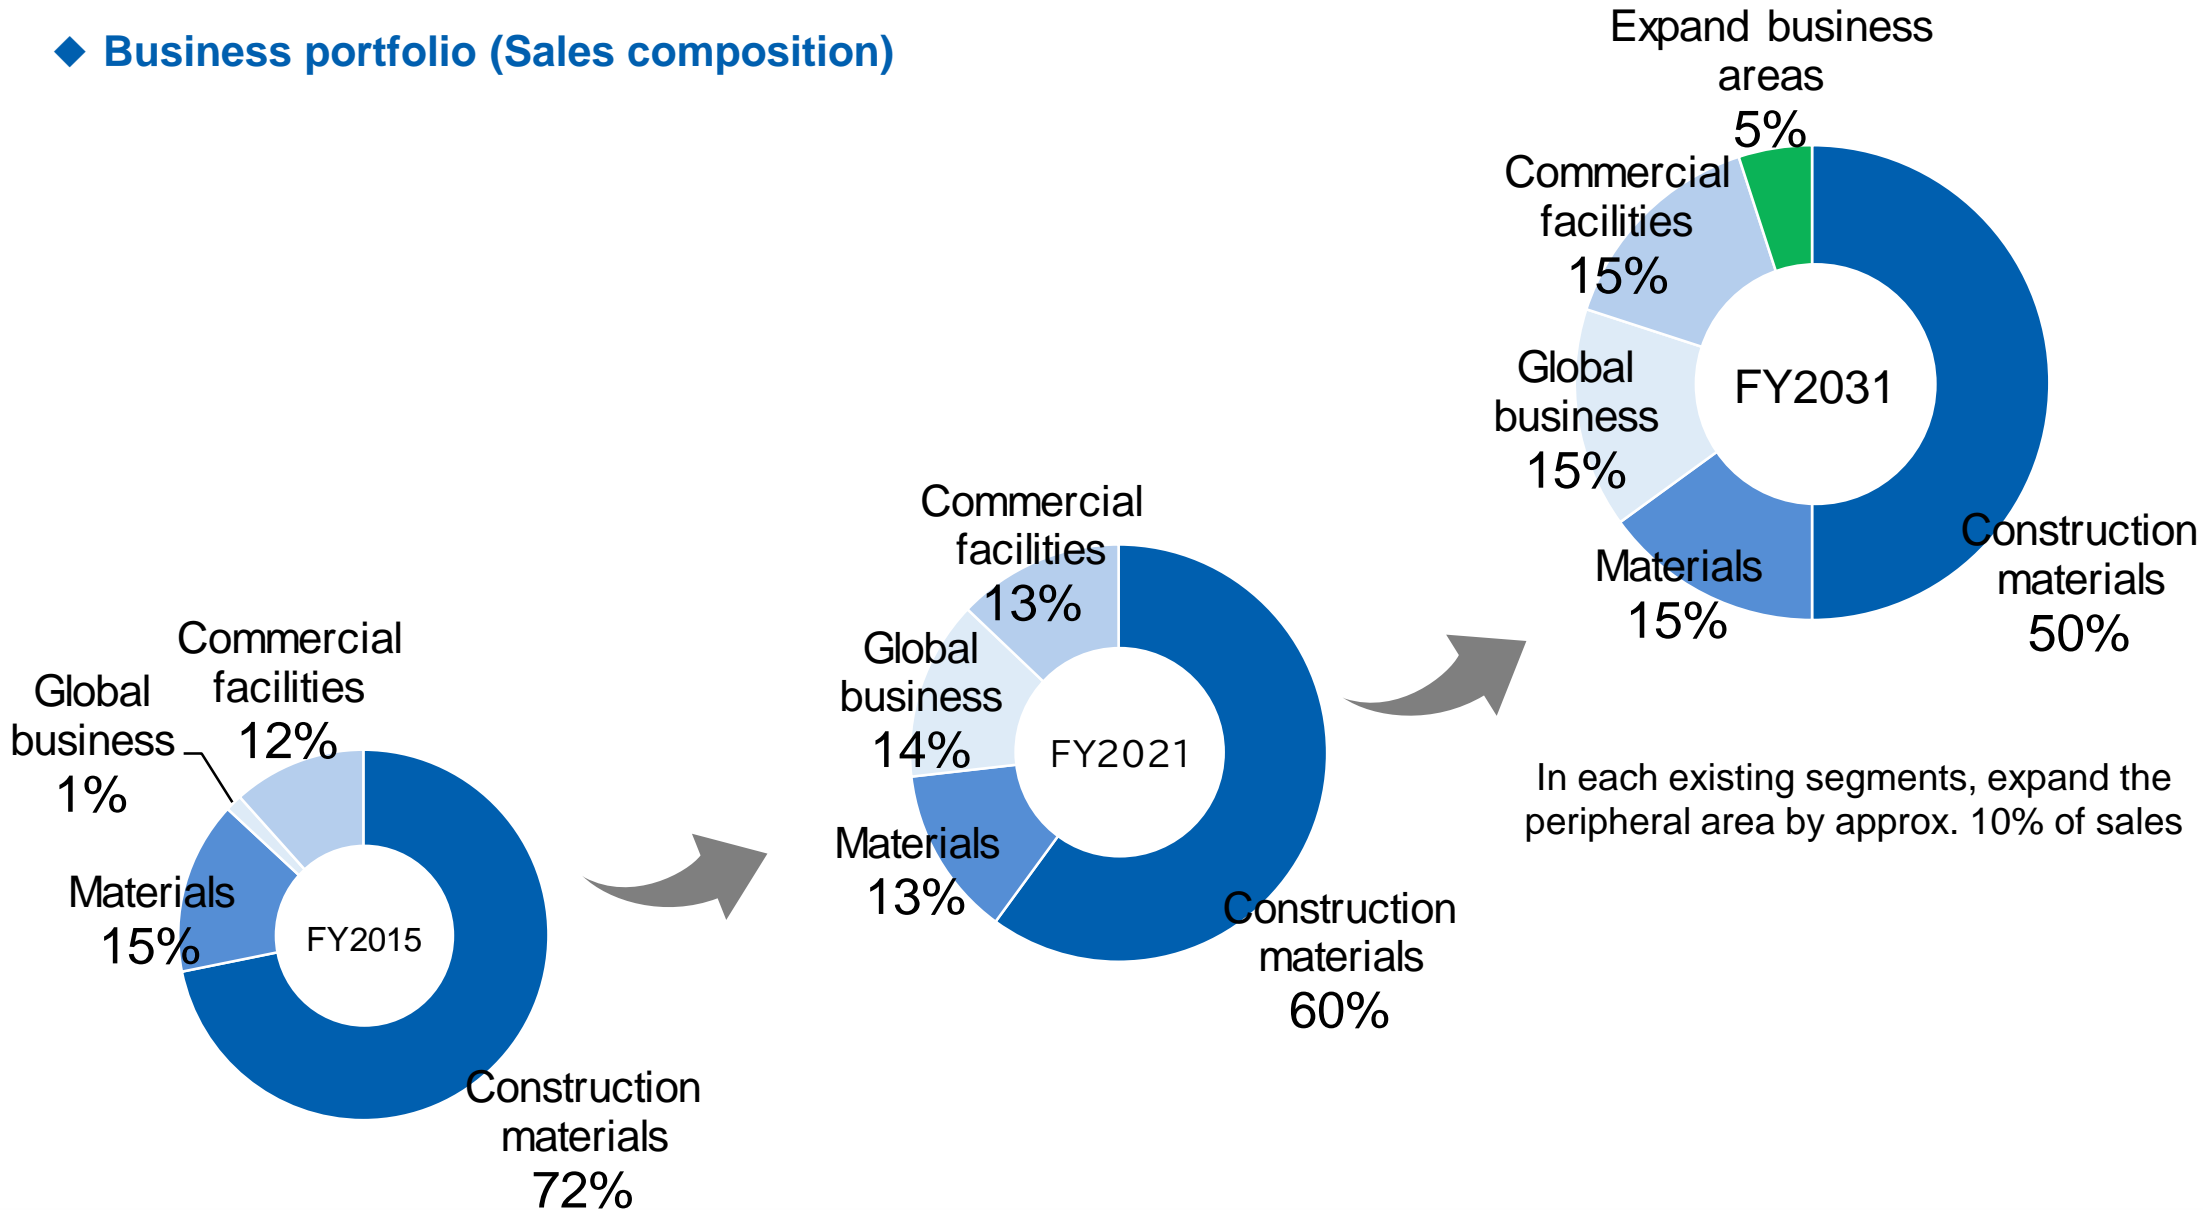 ◆ Business portfolio (Sales composition)
Global
business
1%
Commercial
facilities
12%
Materials
15%
FY2015
Construction
materials
72%
Commercial
facilities
13%
Global
business
14%
Materials
13%
FY2021
Construction
materials
60%
Expand business
areas
5%
Commercial
facilities
15%
Global
business
15%
Materials
15%
FY2031
Construction
materials
50%
In each existing segments, expand the
peripheral area by approx. 10% of sales